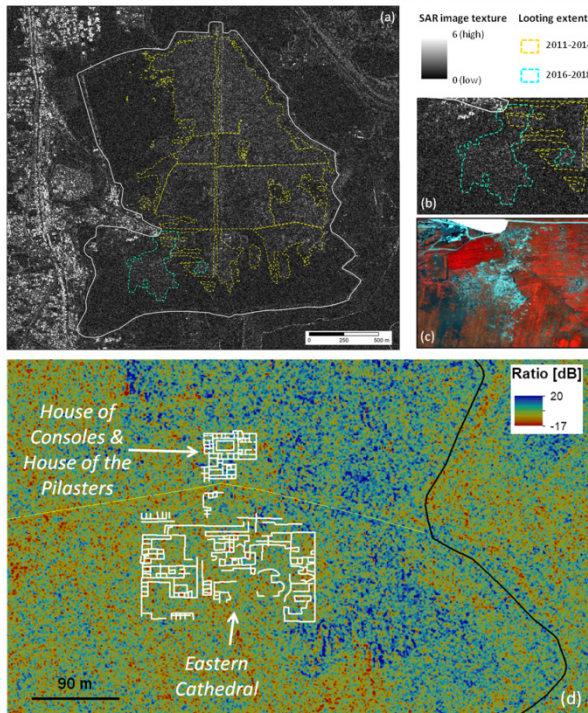 (a)
SAR image texture
6 (high)
0 (low)
Looting extent
2011-201
2016-2018
0 250 500 m
(b)
(c)
Ratio [dB]
20
-17
House of
Consoles &
House of the
Pilasters
Eastern
Cathedral
90 m
(d)